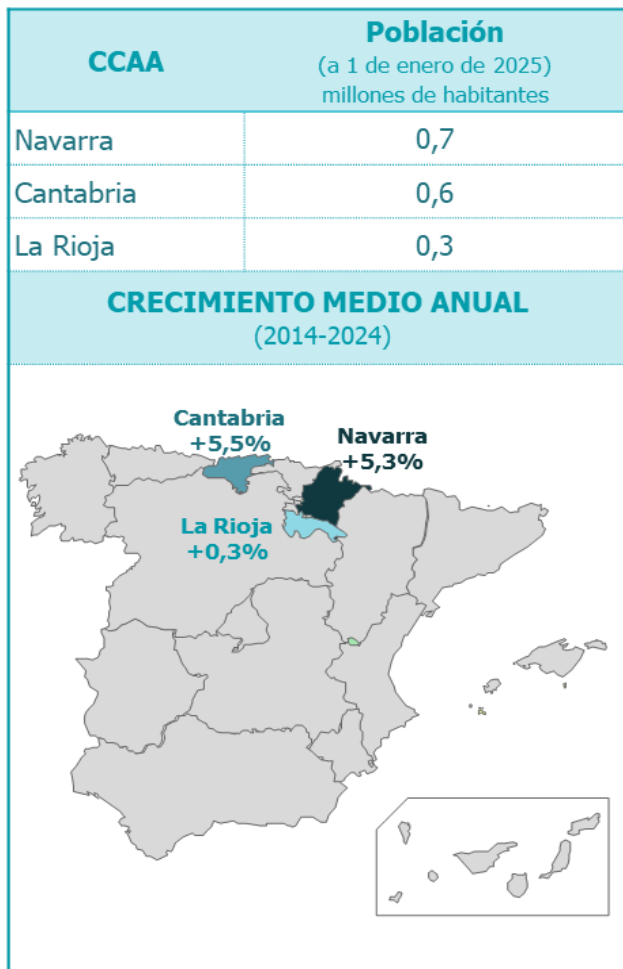 CCAA
Población
(a 1 de enero de 2025)
millones de habitantes
Navarra 0,7
Cantabria 0,6
La Rioja 0,3
CRECIMIENTO MEDIO ANUAL
(2014-2024)
Cantabria
+5,5%
Navarra
+5,3%
La Rioja
+0,3%